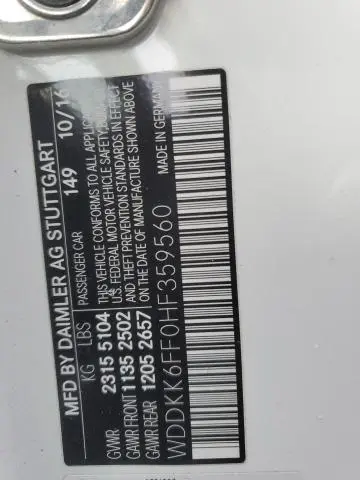 MFD BY DAIMLER AG STUTTGART
PASSENGER CAR 149 10/16
KG LBS
GVWR 2315 5104
GAWR FRONT 1135 2502
GAWR REAR 1205 2657
THIS VEHICLE CONFORMS TO ALL APPLIC
U.S. FEDERAL MOTOR VEHICLE SAFETY,
AND THEFT PREVENTION STANDARDS IN EFFECT
ON THE DATE OF MANUFACTURE SHOWN ABOVE
MADE IN GERMANY
WDDKK6FF0HF359560